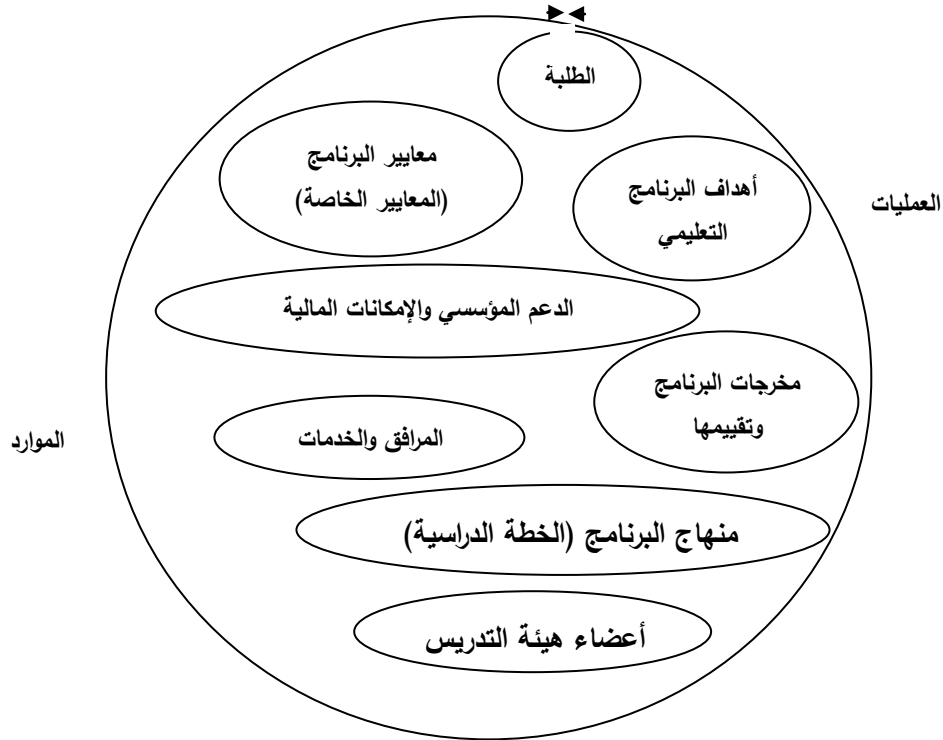 الطلبة
معايير البرنامج
(المعايير الخاصة)
أهداف البرنامج
التعليمي
العمليات
الدعم المؤسسي والإمكانات المالية
مخرجات البرنامج
وتقييمها
المرافق والخدمات
الموارد
منهاج البرنامج (الخطة الدراسية)
أعضاء هيئة التدريس